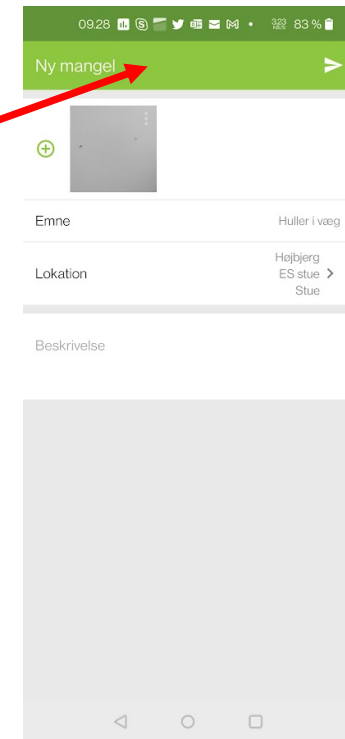 09.28 83 %
Ny mangel
Emne Huller i væg
Lokation Højbjerg
ES stue
Stue
Beskrivelse